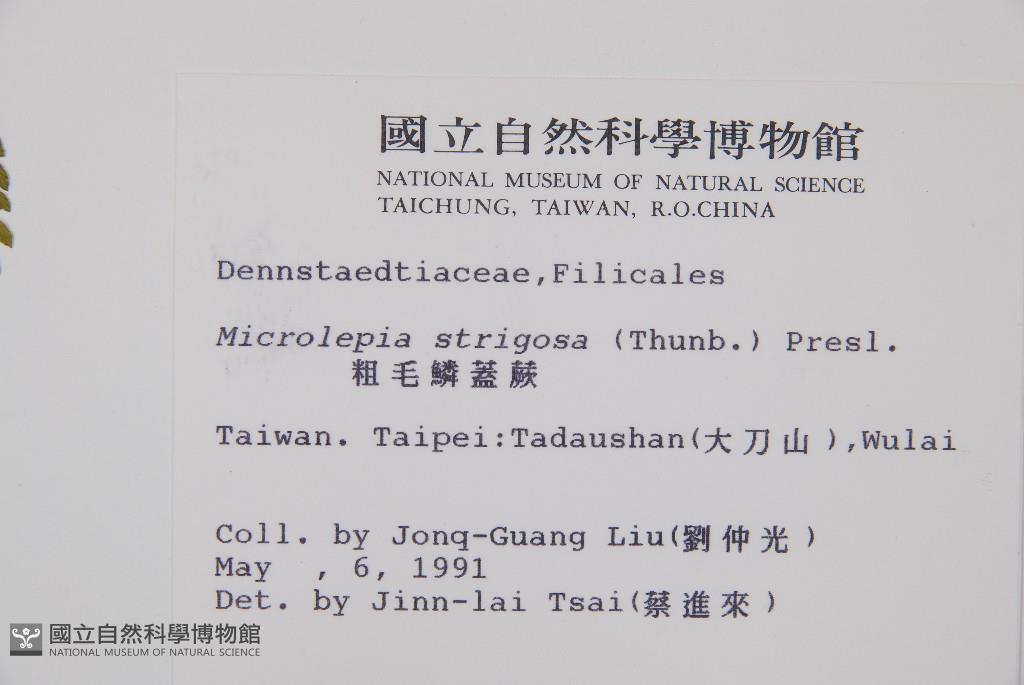 國立自然科學博物館
NATIONAL MUSEUM OF NATURAL SCIENCE
TAICHUNG, TAIWAN, R.O.CHINA
Dennstaedtiaceae,Filicales
Microlepia strigosa (Thunb.) Presl.
粗毛鱗蓋蕨
Taiwan. Taipei:Tadaushan(大刀山),Wulai
Coll. by Jonq-Guang Liu(劉仲光)
May , 6, 1991
Det. by Jinn-lai Tsai(蔡進來)
國立自然科學博物館
NATIONAL MUSEUM OF NATURAL SCIENCE